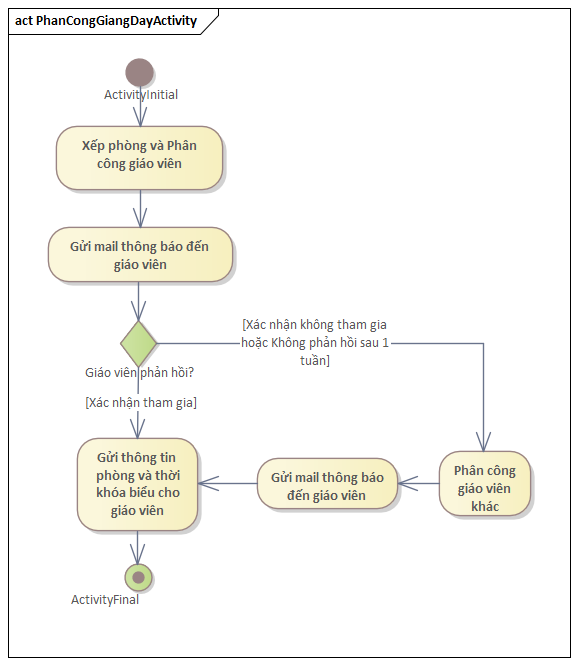 act PhanCongGiangDayActivity
ActivityInitial
Xếp phòng và Phân
công giáo viên
Gửi mail thông báo đến
giáo viên
[Xác nhận không tham gia
hoặc Không phản hồi sau 1
tuần]
Giáo viên phản hồi?
[Xác nhận tham gia]
Gửi thông tin
phòng và thời
khóa biểu cho
giáo viên
Gửi mail thông báo
đến giáo viên
Phân công
giáo viên
khác
ActivityFinal